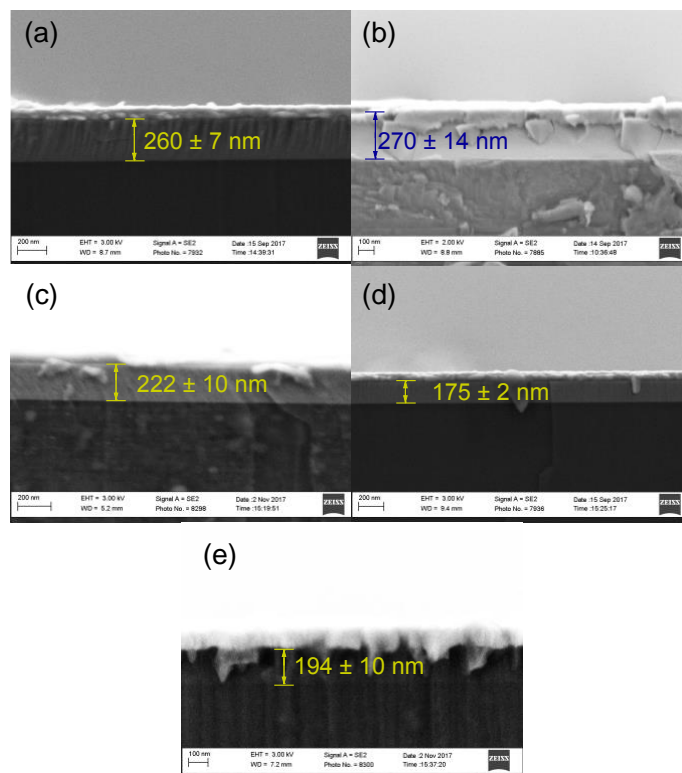 (a)
260 ± 7 nm
200 nm
EHT = 3.00 kV
WD = 8.7 mm
Signal A = SE2
Photo No. = 7932
Date :15 Sep 2017
Time :14:39:31
ZEISS
(b)
270 ± 14 nm
100 nm
EHT = 2.00 kV
WD = 8.8 mm
Signal A = SE2
Photo No. = 7885
Date :14 Sep 2017
Time :10:36:48
ZEISS
(c)
222 ± 10 nm
200 nm
EHT = 3.00 kV
WD = 5.2 mm
Signal A = SE2
Photo No. = 8298
Date :2 Nov 2017
Time :15:19:51
ZEISS
(d)
175 ± 2 nm
200 nm
EHT = 3.00 kV
WD = 9.4 mm
Signal A = SE2
Photo No. = 7936
Date :15 Sep 2017
Time :15:25:17
ZEISS
(e)
194 ± 10 nm
100 nm
EHT = 3.00 kV
WD = 7.2 mm
Signal A = SE2
Photo No. = 8300
Date :2 Nov 2017
Time :15:37:20
ZEISS